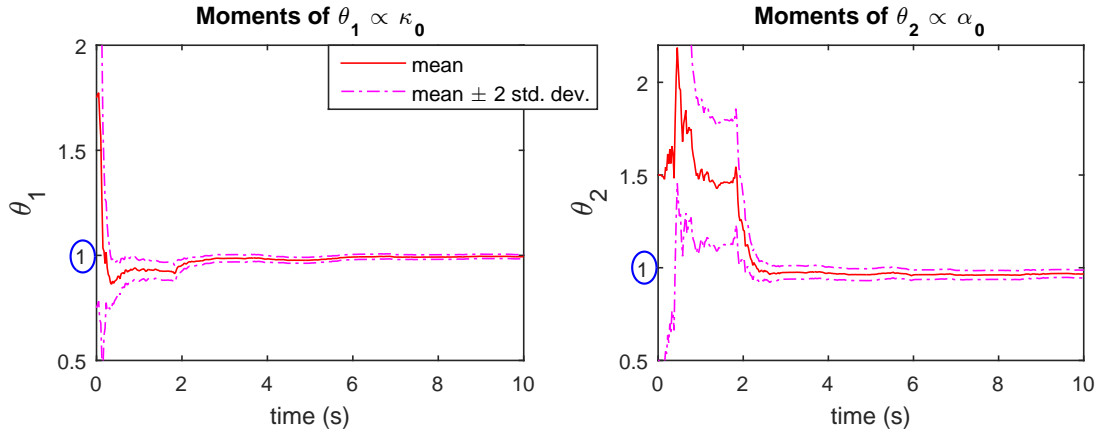 Moments of θ₁ ∝ κ₀
Moments of θ₂ ∝ α₀
2
1.5
1
0.5
θ₁
0
2
4
6
8
10
time (s)
mean
mean ± 2 std. dev.
2
1.5
1
0.5
θ₂
0
2
4
6
8
10
time (s)